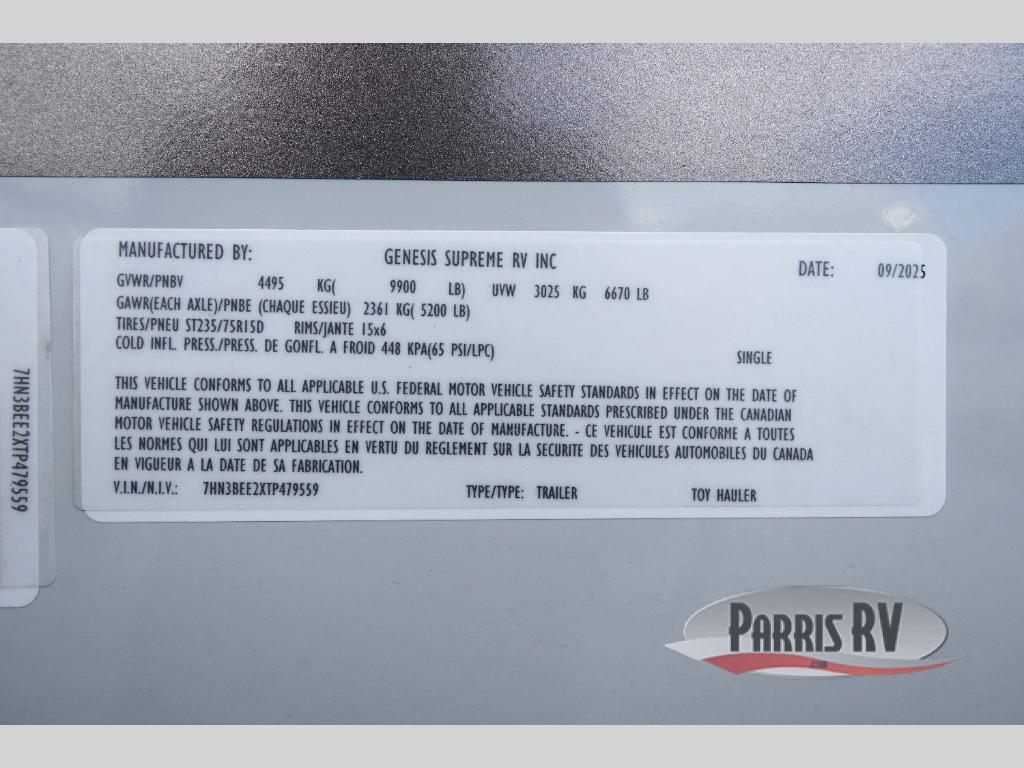 MANUFACTURED BY: GENESIS SUPREME RV INC DATE: 09/2025
GVWR/PNBV 4495 KG( 9900 LB) UVW 3025 KG 6670 LB
GAWR(EACH AXLE)/PNBE (CHAQUE ESSIEU) 2361 KG( 5200 LB)
TIRES/PNEU ST235/75R15D RIMS/JANTE 15x6
COLD INFL. PRESS./PRESS. DE GONFL. A FROID 448 KPA(65 PSI/LPC) SINGLE
THIS VEHICLE CONFORMS TO ALL APPLICABLE U.S. FEDERAL MOTOR VEHICLE SAFETY STANDARDS IN EFFECT ON THE DATE OF
MANUFACTURE SHOWN ABOVE. THIS VEHICLE CONFORMS TO ALL APPLICABLE STANDARDS PRESCRIBED UNDER THE CANADIAN
MOTOR VEHICLE SAFETY REGULATIONS IN EFFECT ON THE DATE OF MANUFACTURE. - CE VEHICULE EST CONFORME A TOUTES
LES NORMES QUI LUI SONT APPLICABLES EN VERTU DU REGLEMENT SUR LA SECURITE DES VEHICULES AUTOMOBILES DU CANADA
EN VIGUEUR A LA DATE DE SA FABRICATION.
V.I.N./N.I.V.: 7HN3BEE2XTP479559 TYPE/TYPE: TRAILER TOY HAULER
7HN3BEE2XTP479559
PARRIS RV
.com